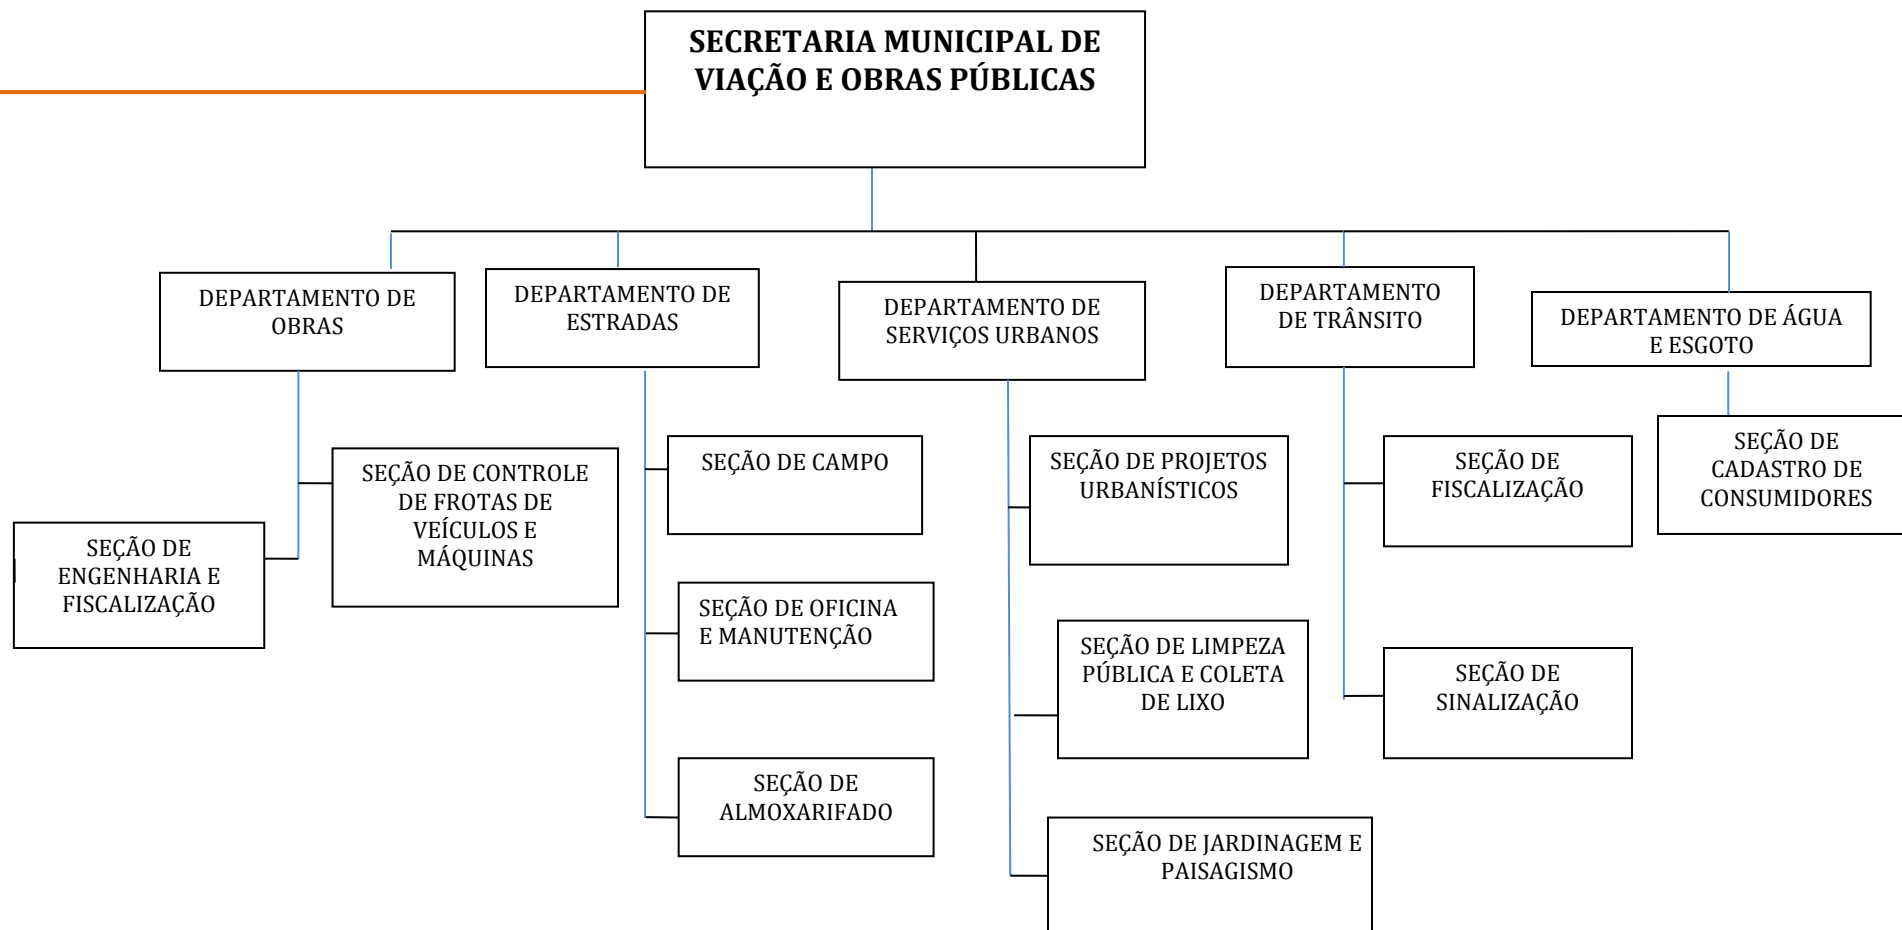 SECRETARIA MUNICIPAL DE
VIAÇÃO E OBRAS PÚBLICAS
DEPARTAMENTO DE
OBRAS
DEPARTAMENTO DE
ESTRADAS
DEPARTAMENTO DE
SERVIÇOS URBANOS
DEPARTAMENTO
DE TRÂNSITO
DEPARTAMENTO DE ÁGUA
E ESGOTO
SEÇÃO DE ENGENHARIA E
FISCALIZAÇÃO
SEÇÃO DE CONTROLE
DE FROTAS DE
VEÍCULOS E
MÁQUINAS
SEÇÃO DE CAMPO
SEÇÃO DE OFICINA
E MANUTENÇÃO
SEÇÃO DE
ALMOXARIFADO
SEÇÃO DE PROJETOS
URBANÍSTICOS
SEÇÃO DE LIMPEZA
PÚBLICA E COLETA
DE LIXO
SEÇÃO DE JARDINAGEM E
PAISAGISMO
SEÇÃO DE
FISCALIZAÇÃO
SEÇÃO DE
SINALIZAÇÃO
SEÇÃO DE
CADASTRO DE
CONSUMIDORES